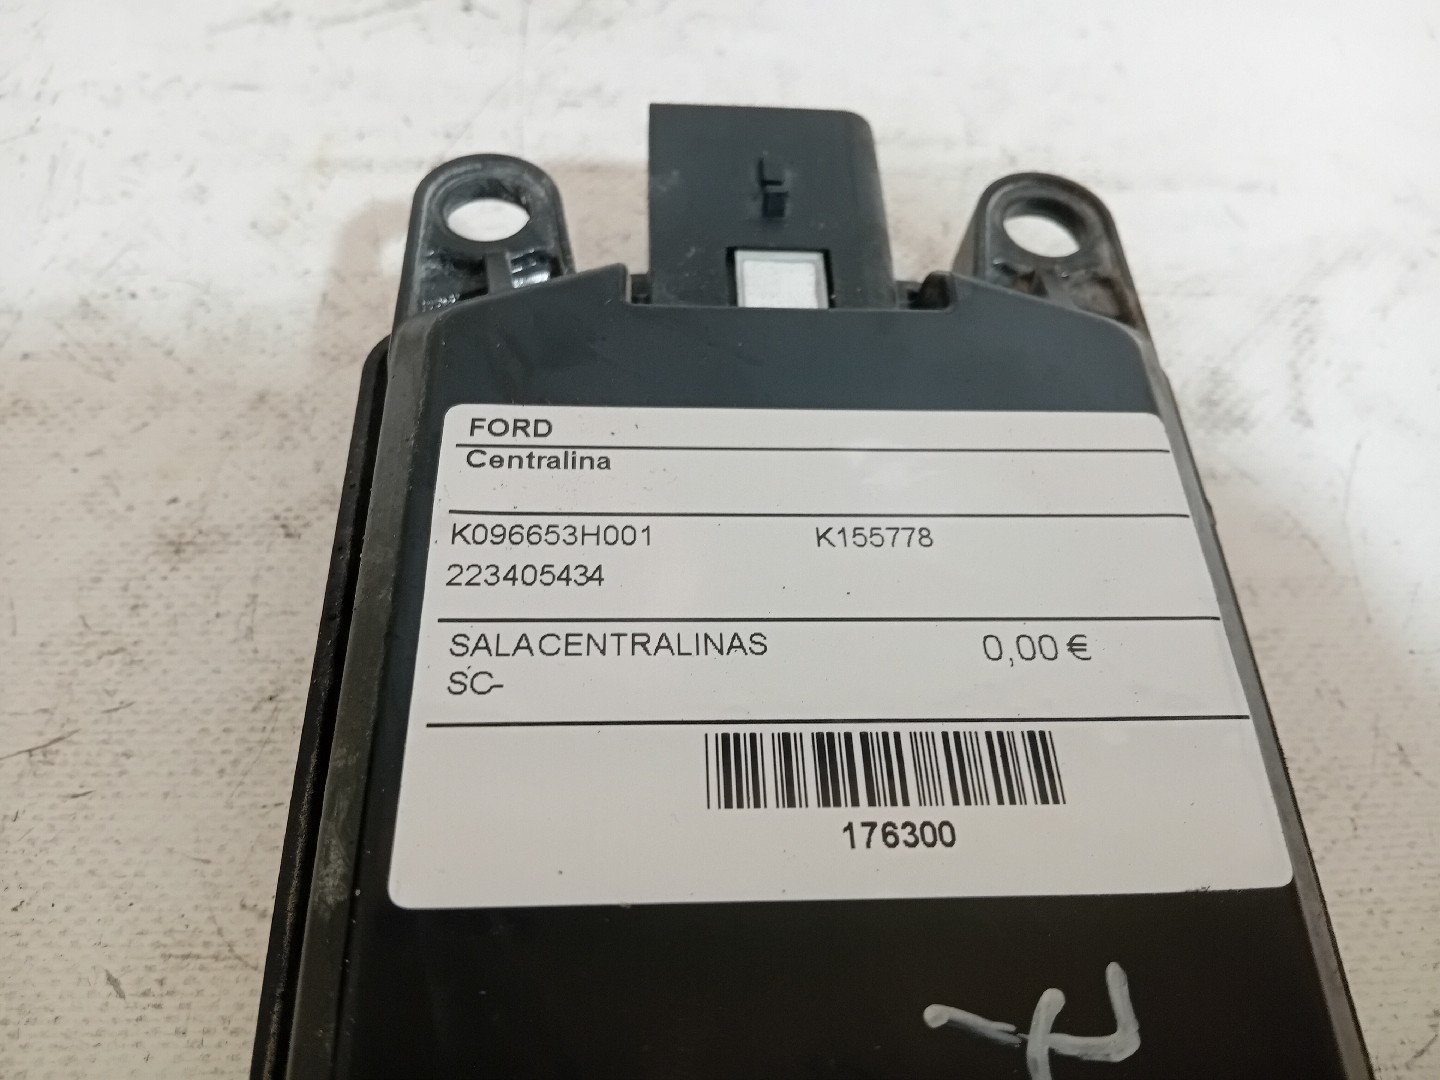 FORD
Centralina
K096653H001 K155778
223405434
SALACENTRALINAS 0,00 €
SC-
176300